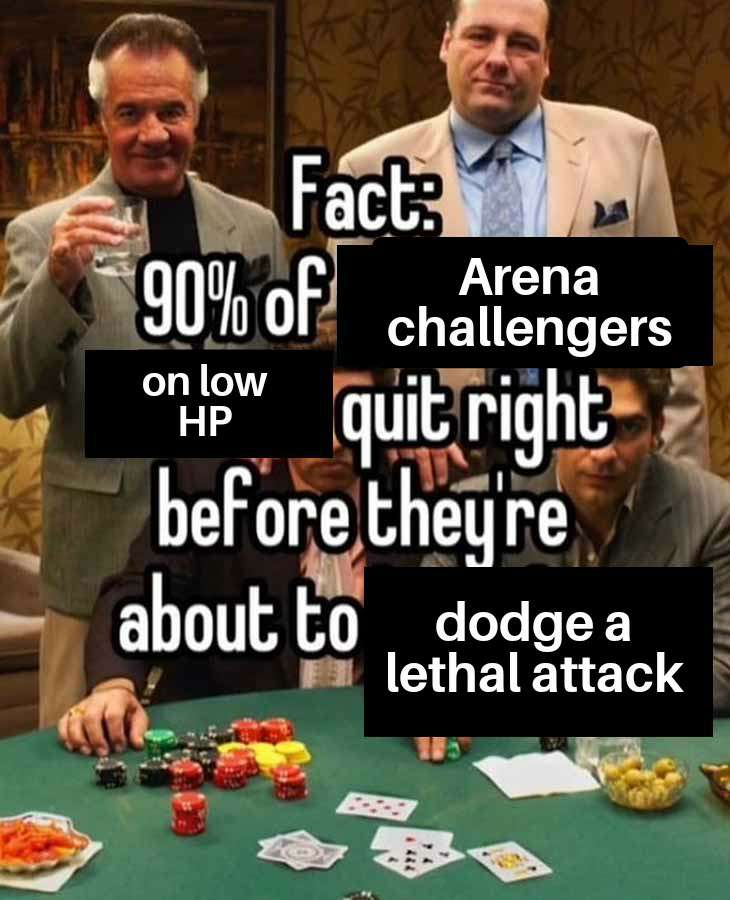 Fact:
90% of Arena
challengers
on low
HP quit right
before they're
about to dodge a
lethal attack